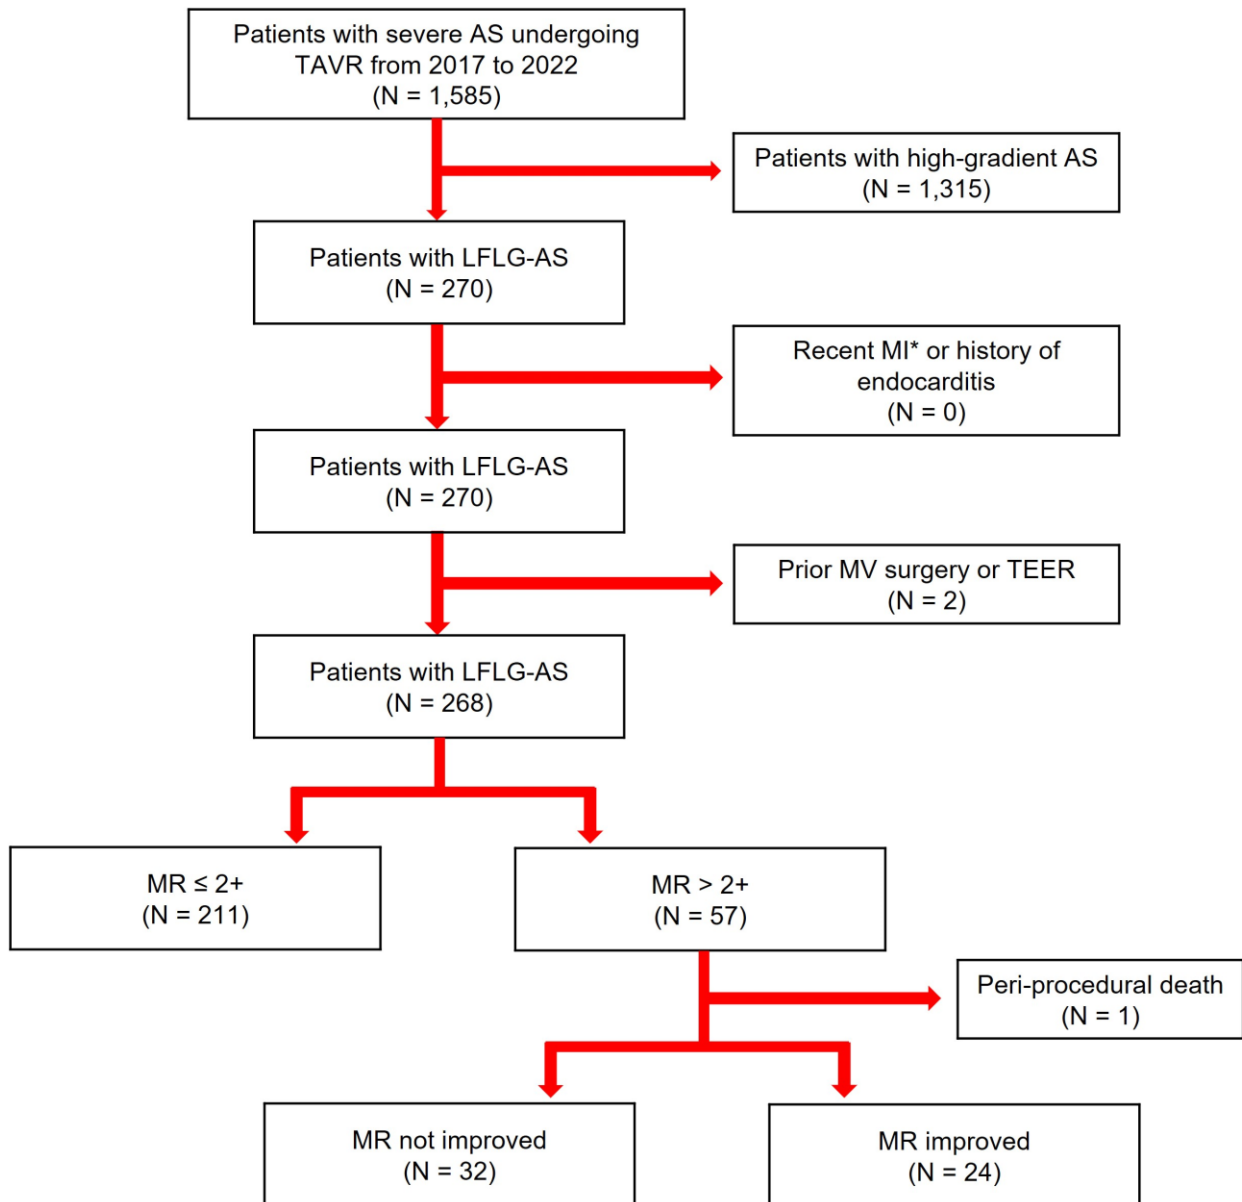 Patients with severe AS undergoing
TAVR from 2017 to 2022
(N = 1,585)
Patients with high-gradient AS
(N = 1,315)
Patients with LFLG-AS
(N = 270)
Recent MI* or history of
endocarditis
(N = 0)
Patients with LFLG-AS
(N = 270)
Prior MV surgery or TEER
(N = 2)
Patients with LFLG-AS
(N = 268)
MR ≤ 2+
(N = 211)
MR > 2+
(N = 57)
Peri-procedural death
(N = 1)
MR not improved
(N = 32)
MR improved
(N = 24)